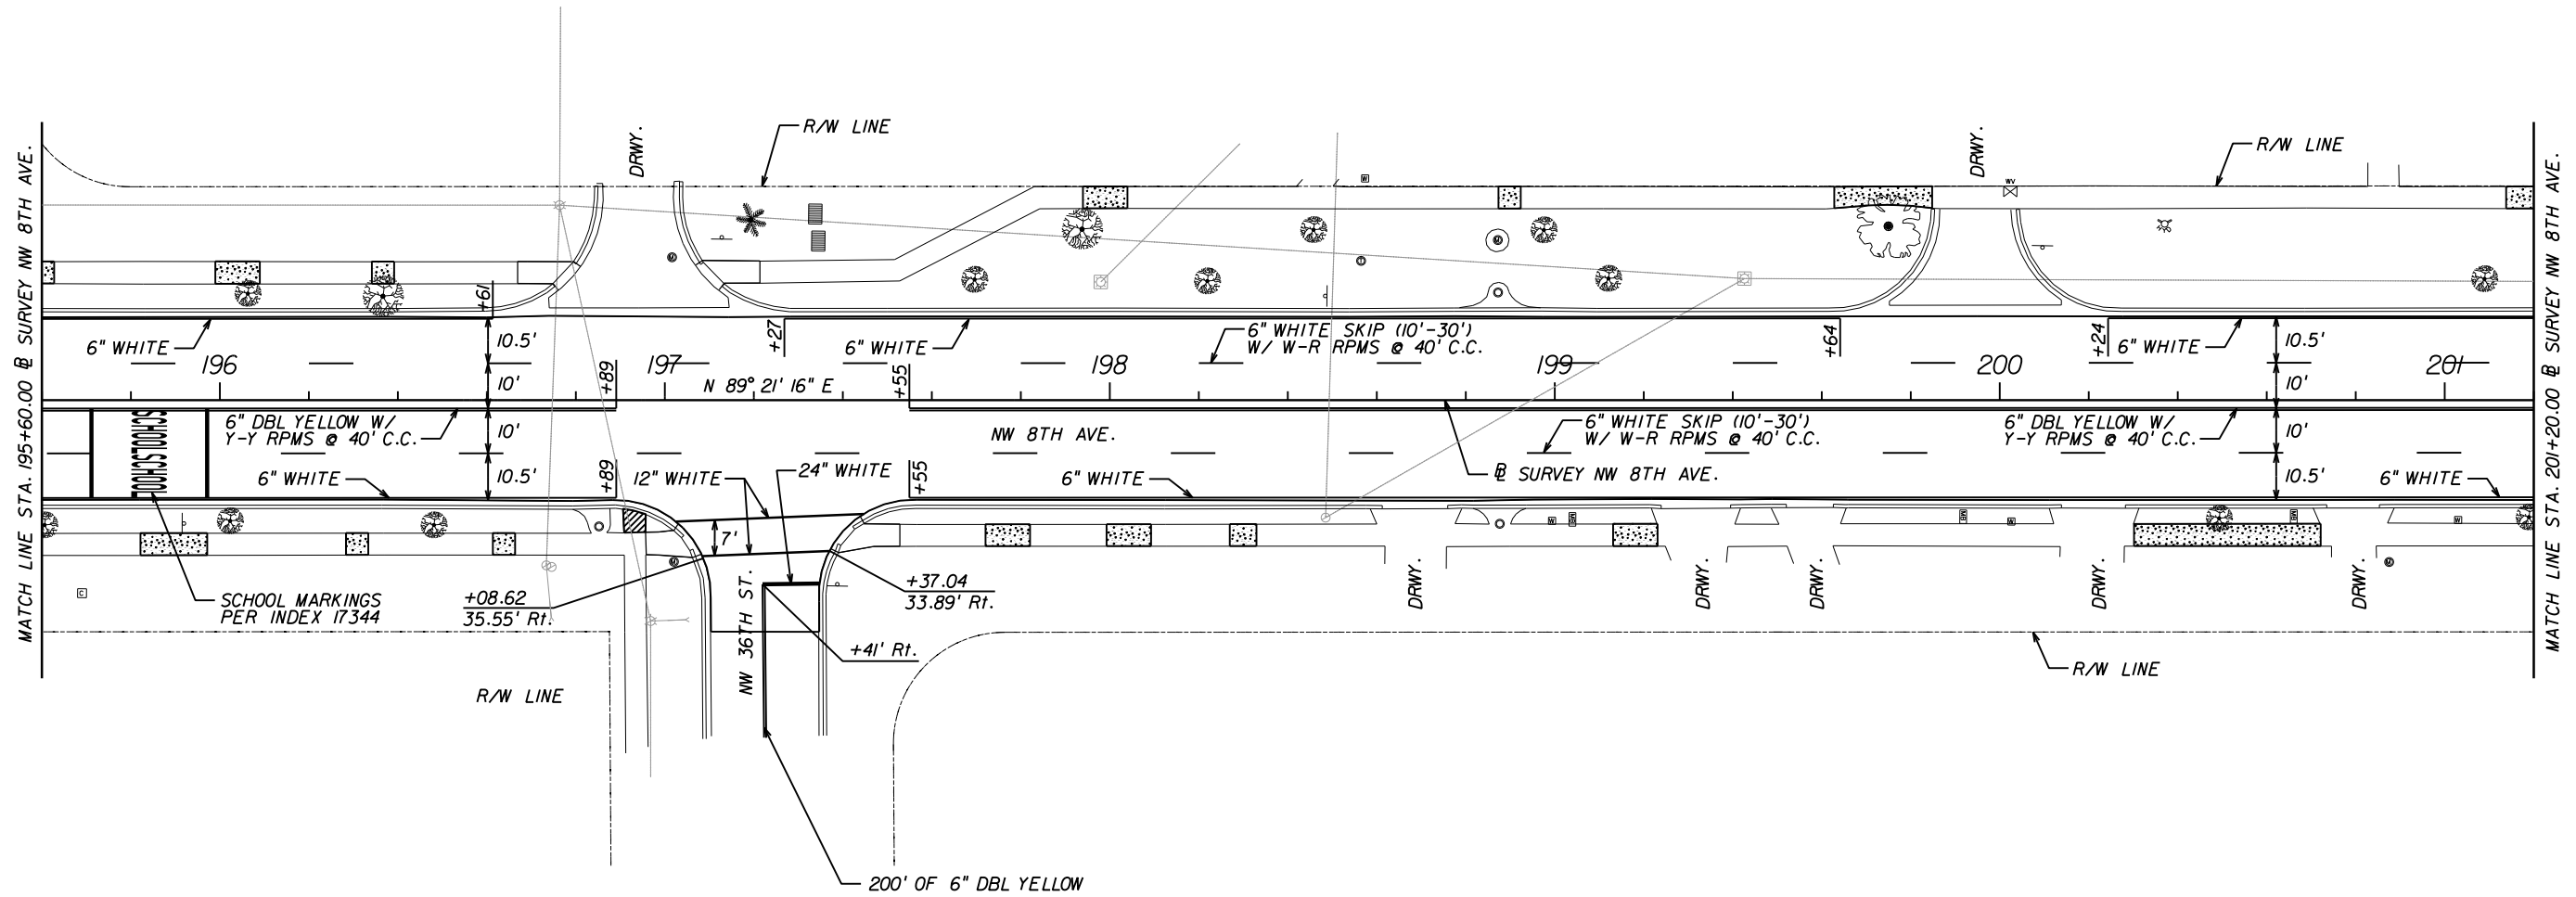 MATCH LINE STA. 195+60.00 ℄ SURVEY NW 8TH AVE.
DRWY.
R/W LINE
DRWY.
WV
R/W LINE
MATCH LINE STA. 201+20.00 ℄ SURVEY NW 8TH AVE.
W
+61
6" WHITE
10.5'
+27
6" WHITE
6" WHITE SKIP (10'-30')
W/ W-R RPMS @ 40' C.C.
+64
+24
6" WHITE
10.5'
196
197
198
199
200
201
10'
+89
N 89° 21' 16" E
+55
10'
SCHOOL
SCHOOL
6" DBL YELLOW W/
Y-Y RPMS @ 40' C.C.
10'
NW 8TH AVE.
6" WHITE SKIP (10'-30')
W/ W-R RPMS @ 40' C.C.
6" DBL YELLOW W/
Y-Y RPMS @ 40' C.C.
10'
6" WHITE
10.5'
+89
12" WHITE
24" WHITE
+55
6" WHITE
℄ SURVEY NW 8TH AVE.
10.5'
6" WHITE
7'
W
W
W
C
SCHOOL MARKINGS
PER INDEX 17344
+08.62
35.55' Rt.
NW 36TH ST.
+37.04
33.89' Rt.
DRWY.
DRWY.
DRWY.
DRWY.
DRWY.
+41' Rt.
R/W LINE
R/W LINE
200' OF 6" DBL YELLOW